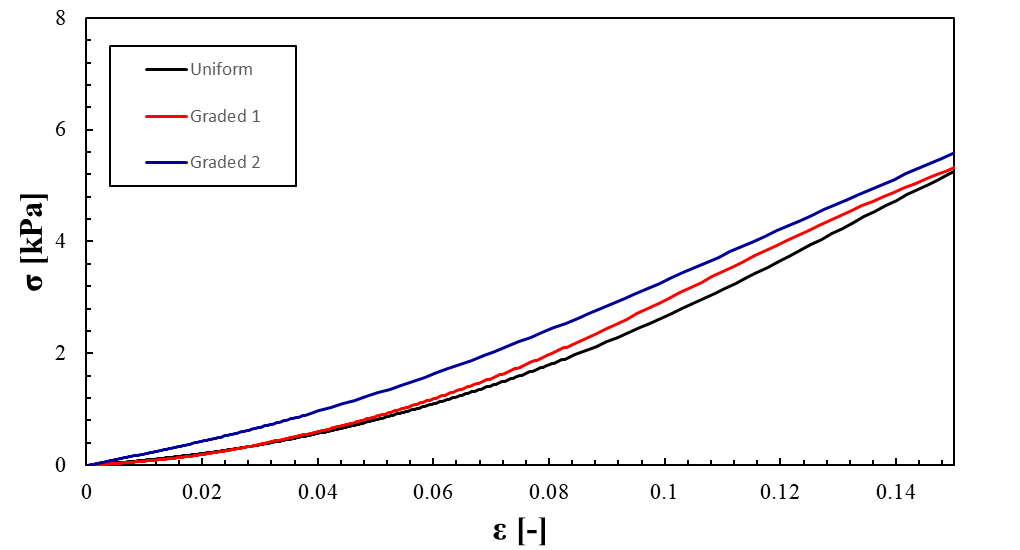 8
6
4
2
0
σ [kPa]
Uniform
Graded 1
Graded 2
0 0.02 0.04 0.06 0.08 0.1 0.12 0.14
ε [-]